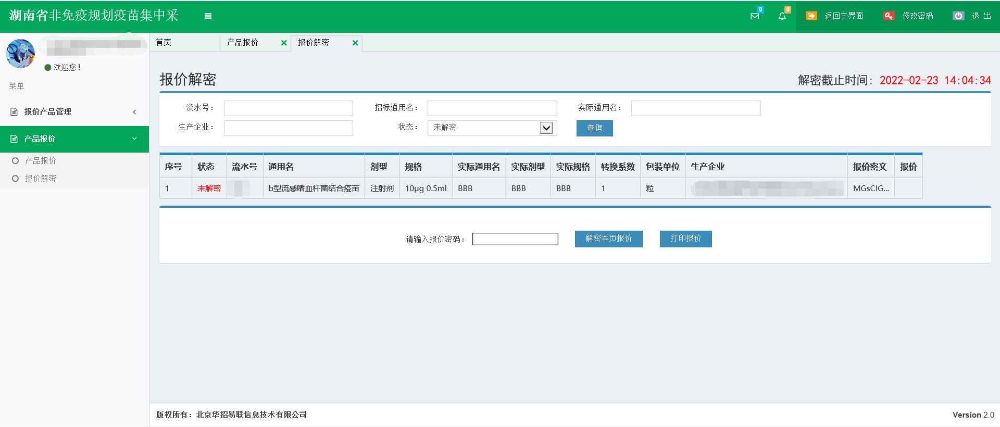 湖南省非免疫规划疫苗集中采
0
0
返回主界面
修改密码
退 出
欢迎您！
菜单
报价产品管理
产品报价
产品报价
报价解密
首页
产品报价
报价解密
报价解密
解密截止时间：2022-02-23 14:04:34
流水号：
招标通用名：
实际通用名：
生产企业：
状态：
未解密
查询
序号 状态 流水号 通用名 剂型 规格 实际通用名 实际剂型 实际规格 转换系数 包装单位 生产企业 报价密文 报价
1 未解密 b型流感嗜血杆菌结合疫苗 注射剂 10μg 0.5ml BBB BBB BBB 1 粒 MGsCIG...
请输入报价密码：
解密本页报价
打印报价
版权所有：北京华招易联信息技术有限公司
Version 2.0